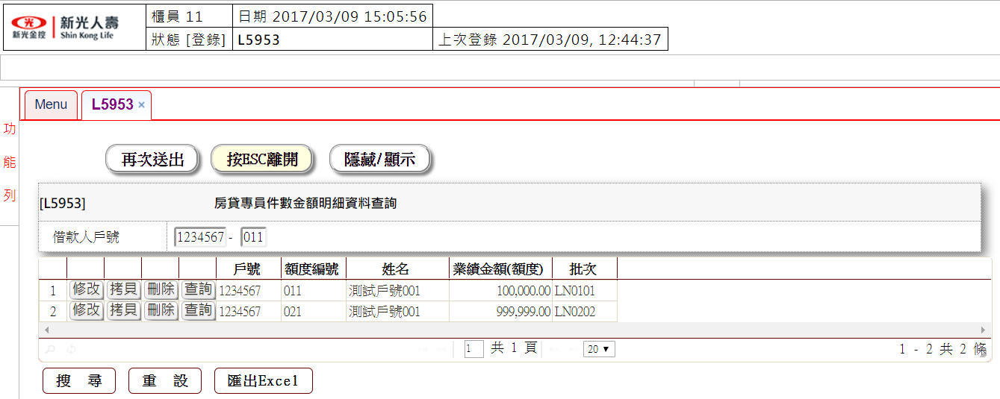 新光金控 新光人壽 Shin Kong Life
櫃員 11 日期 2017/03/09 15:05:56
狀態 [登錄] L5953 上次登錄 2017/03/09, 12:44:37
Menu L5953 ×
功
能
列
再次送出 按ESC離開 隱藏/顯示
[L5953] 房貸專員件數金額明細資料查詢
借款人戶號 1234567 - 011
戶號 額度編號 姓名 業績金額(額度) 批次
1 修改 拷貝 刪除 查詢 1234567 011 測試戶號001 100,000.00 LN0101
2 修改 拷貝 刪除 查詢 1234567 021 測試戶號001 999,999.00 LN0202
1 共 1 頁 20 1 - 2 共 2 條
搜 尋 重 設 匯出Excel